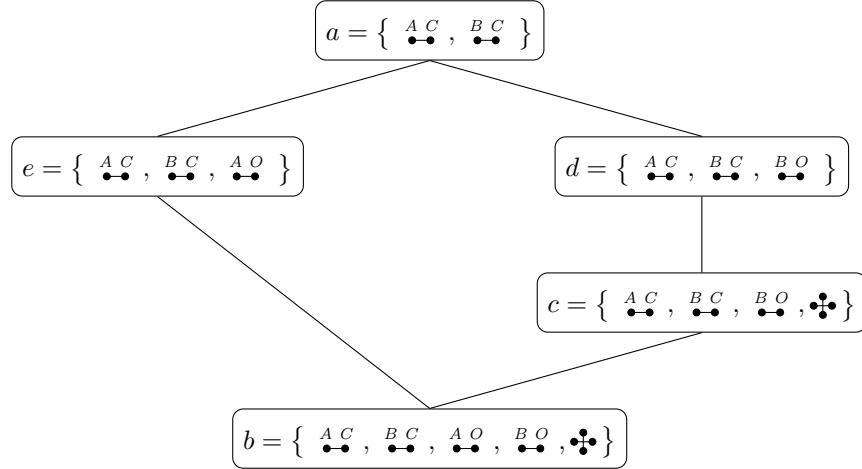 a = { A C , B C }
e = { A C , B C , A O }
d = { A C , B C , B O }
c = { A C , B C , B O , }
b = { A C , B C , A O , B O , }